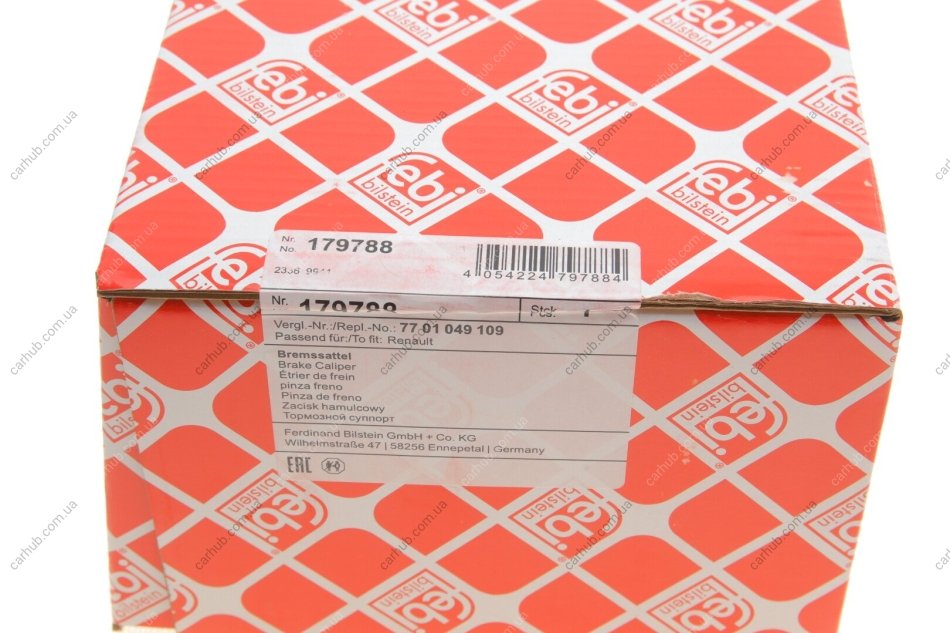 febi
bilstein
Nr.
No. 179788
4 054224 797884
Nr. 179788
Stck.
Vergl.-Nr.:/Repl.-No.: 77 01 049 109
Passend für:/To fit: Renault
Bremssattel
Brake Caliper
Étrier de frein
pinza freno
Pinza de freno
Zacisk hamulcowy
Тормозной суппорт
Ferdinand Bilstein GmbH + Co. KG
Wilhelmstraße 47 | 58256 Ennepetal | Germany
EAC
carhub.com.ua